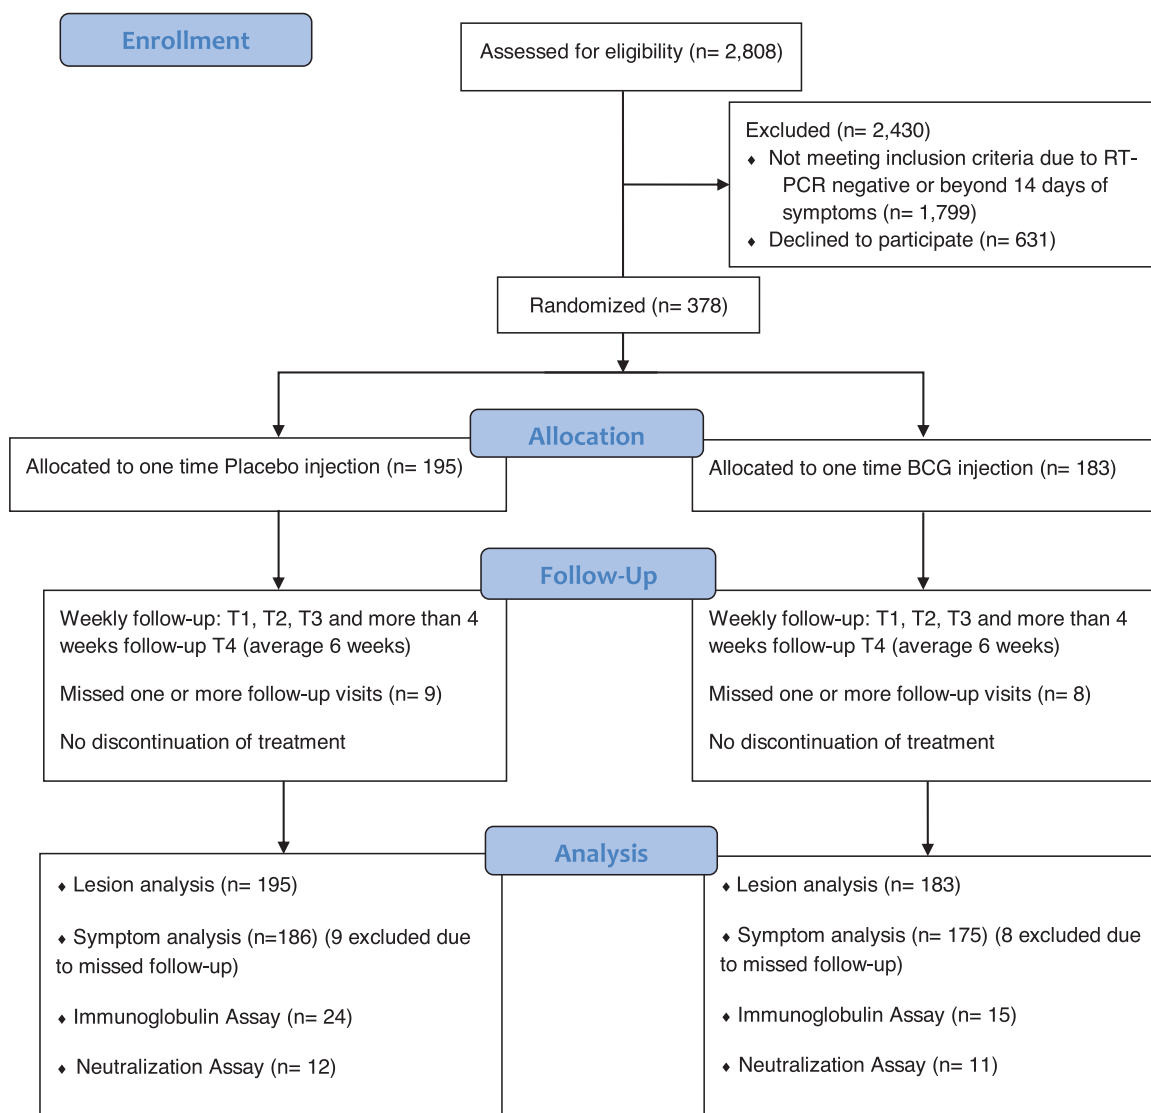 Enrollment
Assessed for eligibility (n= 2,808)
Excluded (n= 2,430)
♦ Not meeting inclusion criteria due to RT-
PCR negative or beyond 14 days of
symptoms (n= 1,799)
♦ Declined to participate (n= 631)
Randomized (n= 378)
Allocation
Allocated to one time Placebo injection (n= 195)
Allocated to one time BCG injection (n= 183)
Follow-Up
Weekly follow-up: T1, T2, T3 and more than 4
weeks follow-up T4 (average 6 weeks)
Missed one or more follow-up visits (n= 9)
No discontinuation of treatment
Weekly follow-up: T1, T2, T3 and more than 4
weeks follow-up T4 (average 6 weeks)
Missed one or more follow-up visits (n= 8)
No discontinuation of treatment
Analysis
♦ Lesion analysis (n= 195)
♦ Symptom analysis (n=186) (9 excluded due
to missed follow-up)
♦ Immunoglobulin Assay (n= 24)
♦ Neutralization Assay (n= 12)
♦ Lesion analysis (n= 183)
♦ Symptom analysis (n= 175) (8 excluded due
to missed follow-up)
♦ Immunoglobulin Assay (n= 15)
♦ Neutralization Assay (n= 11)